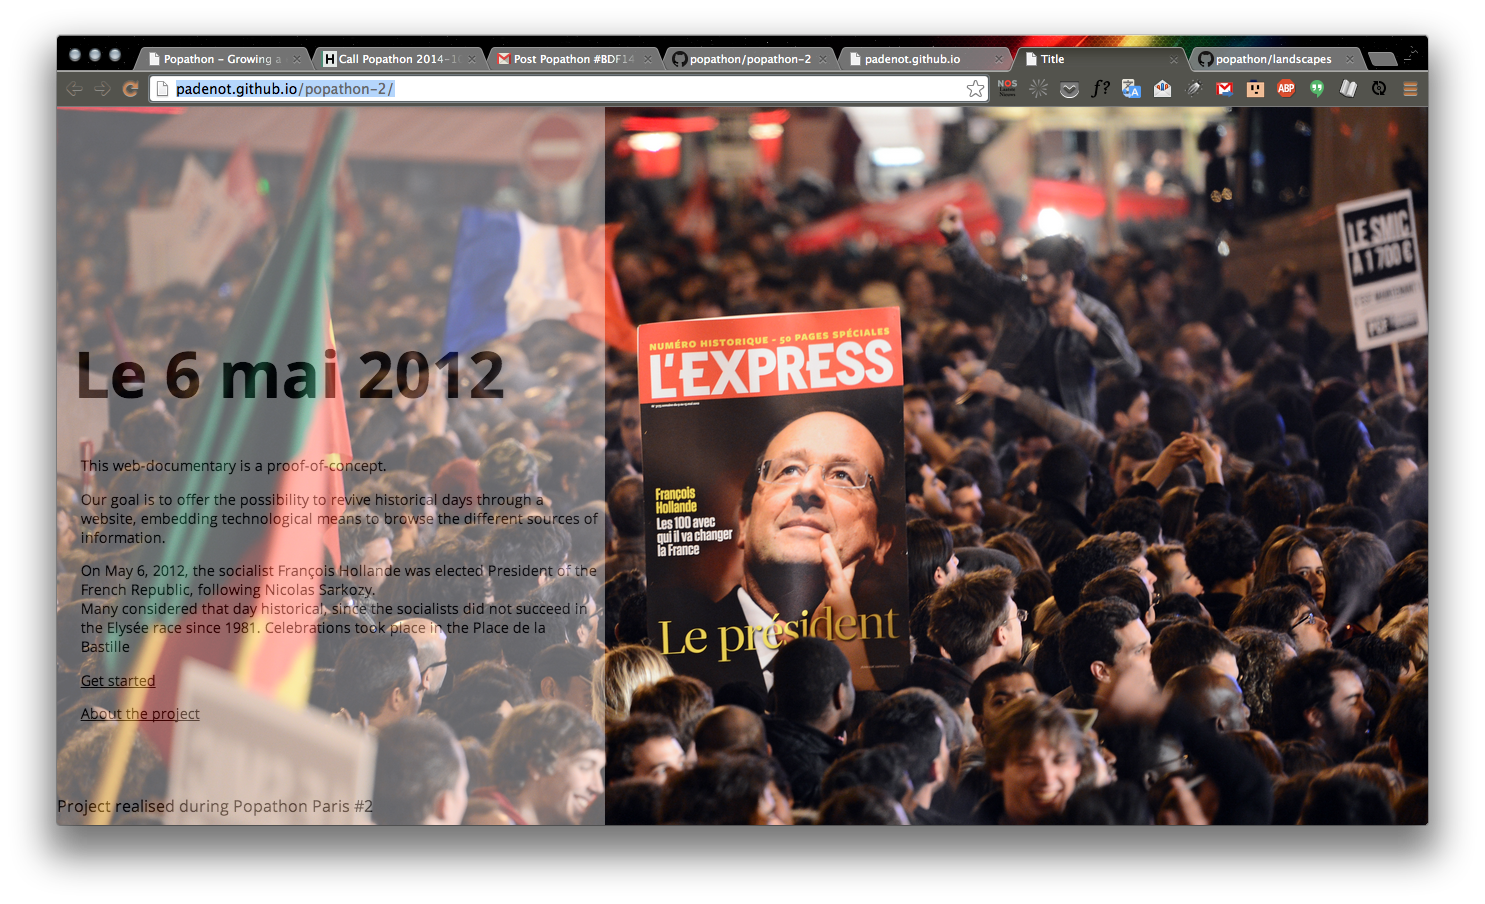 Popathon – Growing a
Call Popathon 2014-1
Post Popathon #BDF14
popathon/popathon-2
padenot.github.io
Title
popathon/landscapes
padenot.github.io/popathon-2/
NOS
f?
ABP
LE SMIC
À 1 700 €
NUMÉRO HISTORIQUE - 50 PAGES SPÉCIALES
L'EXPRESS
François
Hollande
Les 100 avec
qui il va changer
la France
Le président
Le 6 mai 2012
This web-documentary is a proof-of-concept.
Our goal is to offer the possibility to revive historical days through a
website, embedding technological means to browse the different sources of
information.
On May 6, 2012, the socialist François Hollande was elected President of the
French Republic, following Nicolas Sarkozy.
Many considered that day historical, since the socialists did not succeed in
the Elysée race since 1981. Celebrations took place in the Place de la
Bastille
Get started
About the project
Project realised during Popathon Paris #2